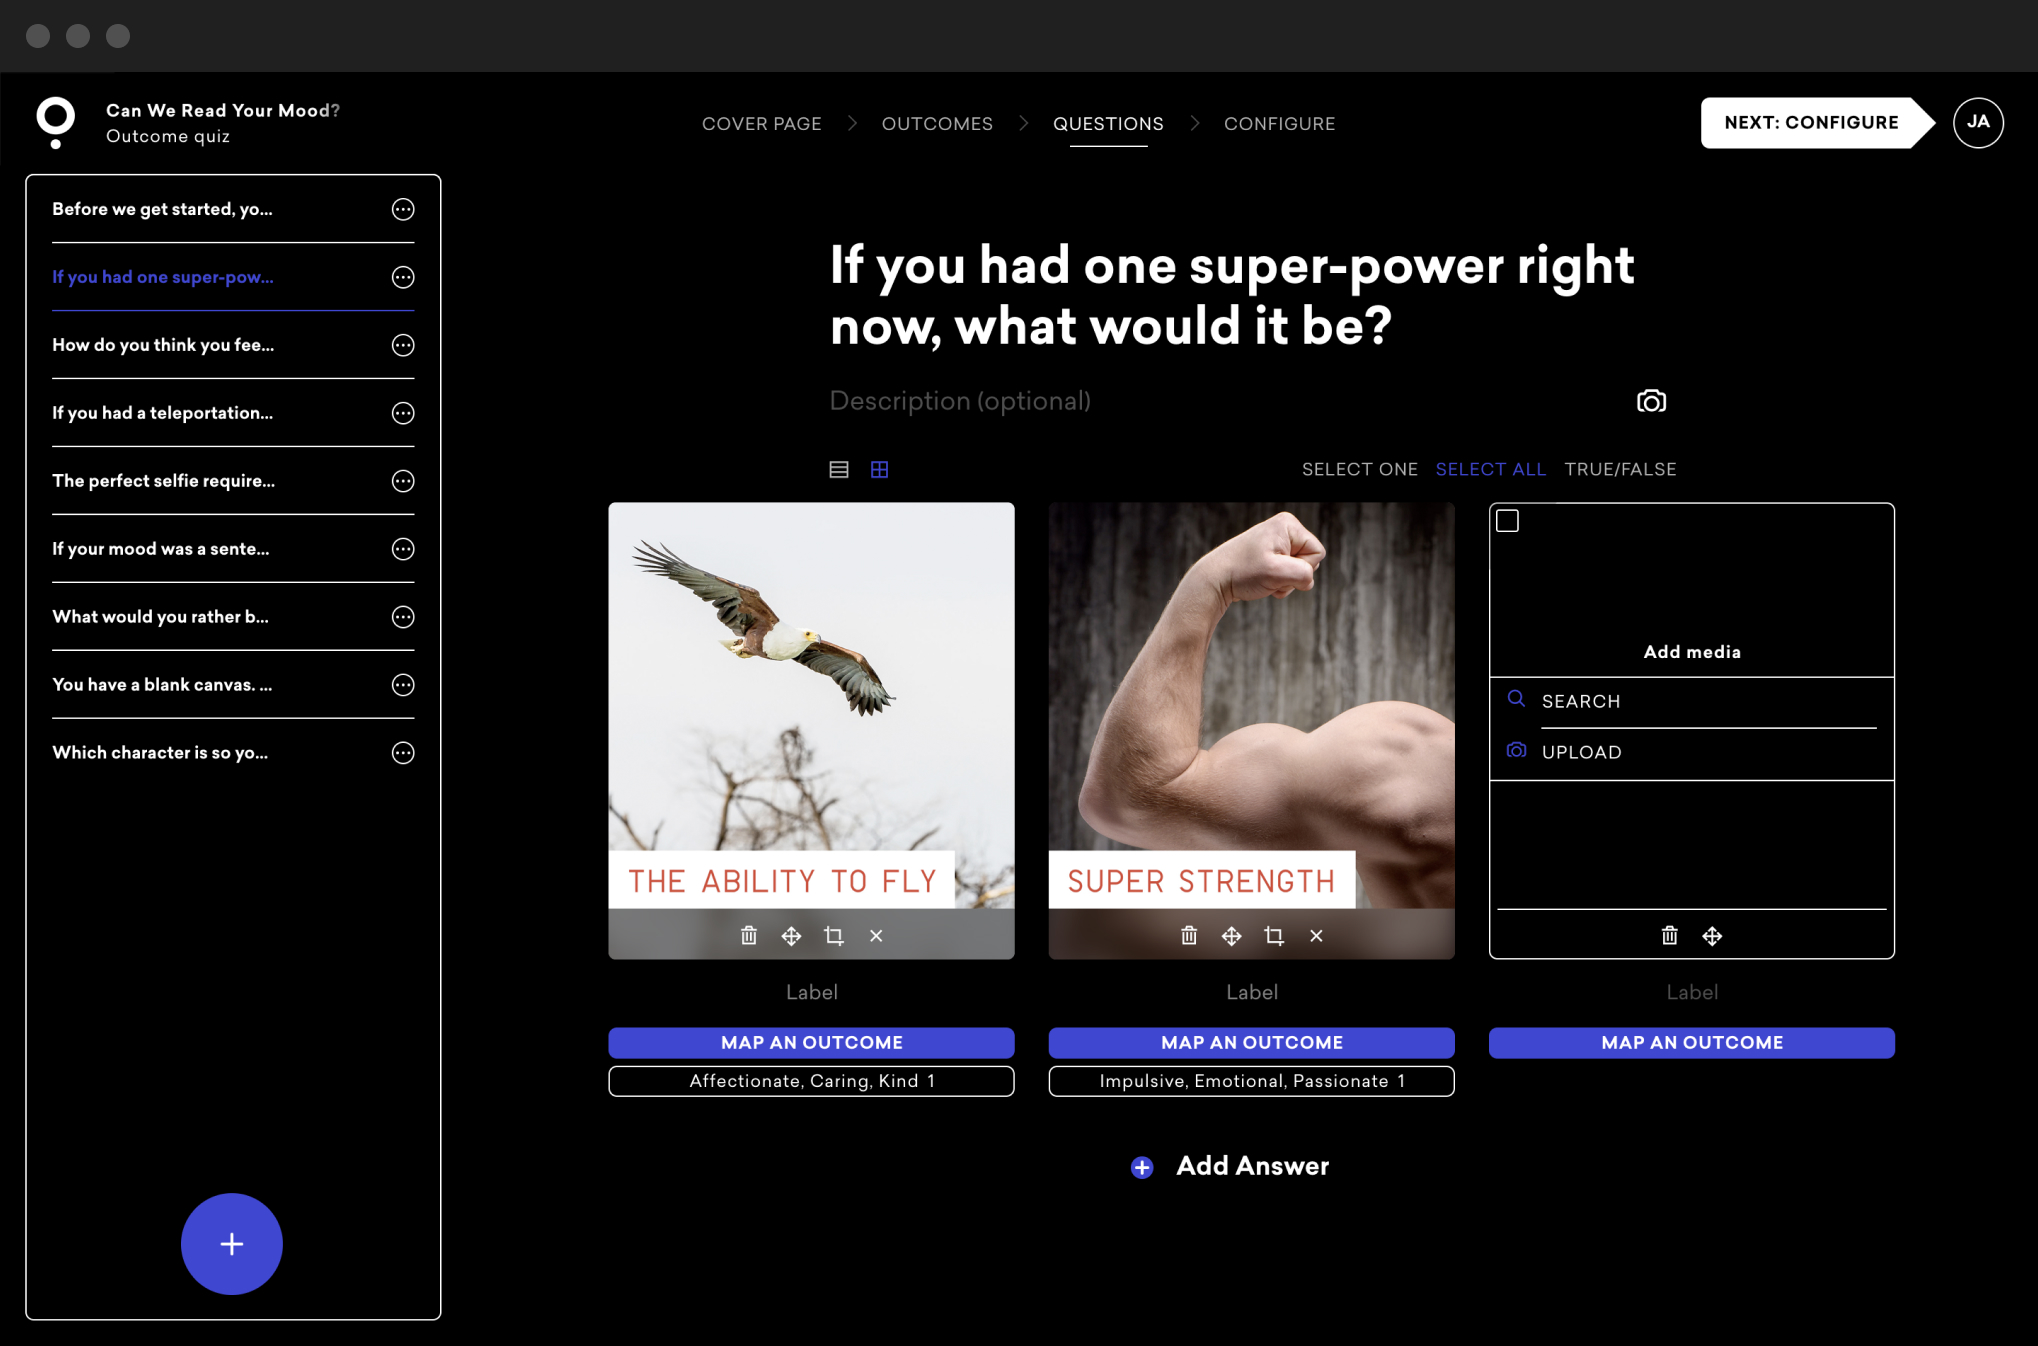 Can We Read Your Mood?
Outcome quiz
COVER PAGE
OUTCOMES
QUESTIONS
CONFIGURE
NEXT: CONFIGURE
JA
Before we get started, yo...
If you had one super-pow...
How do you think you fee...
If you had a teleportation...
The perfect selfie require...
If your mood was a sente...
What would you rather b...
You have a blank canvas. ...
Which character is so yo...
If you had one super-power right
now, what would it be?
Description (optional)
SELECT ONE
SELECT ALL
TRUE/FALSE
THE ABILITY TO FLY
Label
MAP AN OUTCOME
Affectionate, Caring, Kind 1
SUPER STRENGTH
Label
MAP AN OUTCOME
Impulsive, Emotional, Passionate 1
Add media
SEARCH
UPLOAD
Label
MAP AN OUTCOME
Add Answer